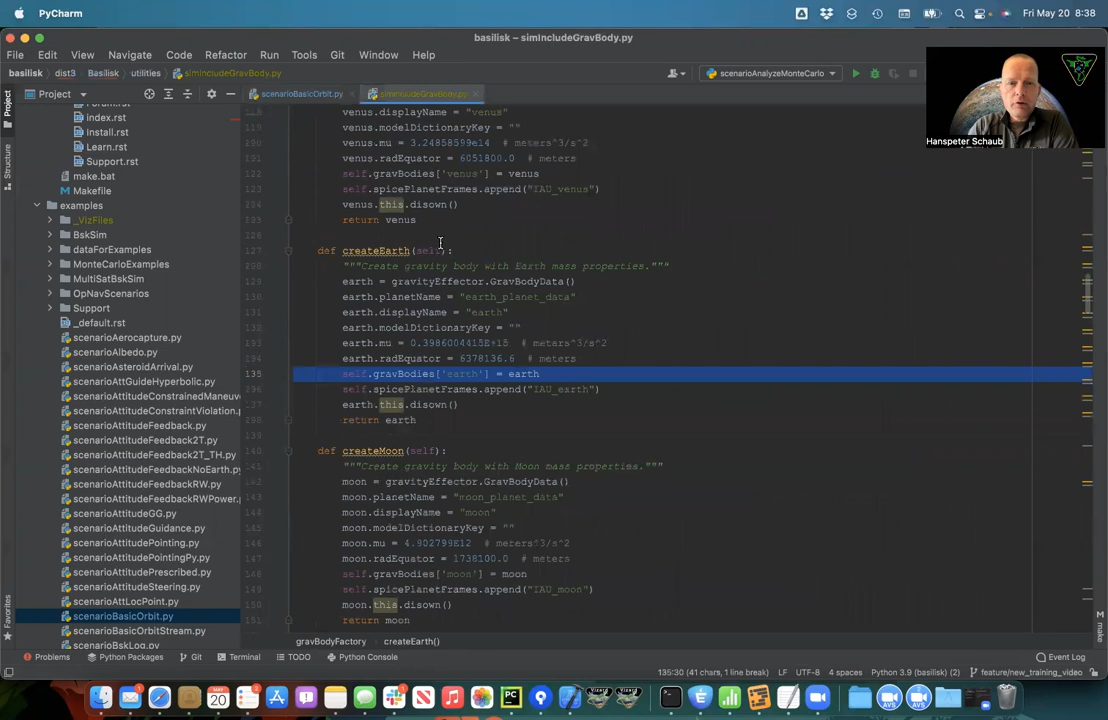 PyCharm
Fri May 20 8:38
basilisk – simIncludeGravBody.py
File Edit View Navigate Code Refactor Run Tools Git Window Help
basilisk dist3 Basilisk utilities simIncludeGravBody.py
scenarioAnalyzeMonteCarlo
Hanspeter Schaub
Project
scenarioBasicOrbit.py
simIncludeGravBody.py
Project
Structure
Favorites
make
index.rst
Install.rst
Learn.rst
Support.rst
make.bat
Makefile
examples
_VizFiles
BskSim
dataForExamples
MonteCarloExamples
MultiSatBskSim
OpNavScenarios
Support
_default.rst
scenarioAerocapture.py
scenarioAlbedo.py
scenarioAsteroidArrival.py
scenarioAttGuideHyperbolic.py
scenarioAttitudeConstrainedManeuv
scenarioAttitudeConstraintViolation.
scenarioAttitudeFeedback.py
scenarioAttitudeFeedback2T.py
scenarioAttitudeFeedback2T_TH.py
scenarioAttitudeFeedbackNoEarth.py
scenarioAttitudeFeedbackRW.py
scenarioAttitudeFeedbackRWPower.
scenarioAttitudeGG.py
scenarioAttitudeGuidance.py
scenarioAttitudePointing.py
scenarioAttitudePointingPy.py
scenarioAttitudePrescribed.py
scenarioAttitudeSteering.py
scenarioAttLocPoint.py
scenarioBasicOrbit.py
scenarioBasicOrbitStream.py
scenarioBskLog.py
venus.displayName = "venus"
venus.modelDictionaryKey = ""
venus.mu = 3.24858599e14 # meters^3/s^2
venus.radEquator = 6051800.0 # meters
self.gravBodies['venus'] = venus
self.spicePlanetFrames.append("IAU_venus")
venus.this.disown()
return venus
def createEarth(self):
"""Create gravity body with Earth mass properties."""
earth = gravityEffector.GravBodyData()
earth.planetName = "earth_planet_data"
earth.displayName = "earth"
earth.modelDictionaryKey = ""
earth.mu = 0.3986004415E+15 # meters^3/s^2
earth.radEquator = 6378136.6 # meters
135 self.gravBodies['earth'] = earth
self.spicePlanetFrames.append("IAU_earth")
earth.this.disown()
return earth
def createMoon(self):
"""Create gravity body with Moon mass properties."""
moon = gravityEffector.GravBodyData()
moon.planetName = "moon_planet_data"
moon.displayName = "moon"
moon.modelDictionaryKey = ""
moon.mu = 4.902799E12 # meters^3/s^2
moon.radEquator = 1738100.0 # meters
self.gravBodies['moon'] = moon
self.spicePlanetFrames.append("IAU_moon")
moon.this.disown()
return moon
gravBodyFactory createEarth()
Problems Python Packages Git Terminal TODO Python Console Event Log
135:30 (41 chars, 1 line break) LF UTF-8 4 spaces Python 3.9 (basilisk) (2) feature/new_training_video